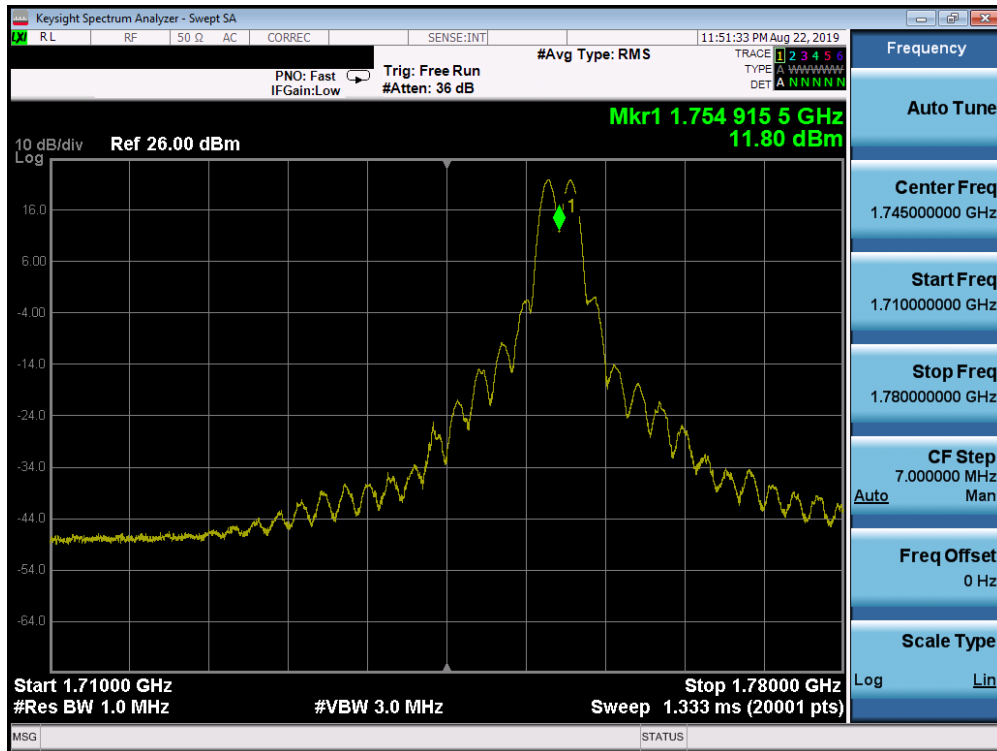 Keysight Spectrum Analyzer - Swept SA
LXI RL RF 50 Ω AC CORREC SENSE:INT 11:51:33 PM Aug 22, 2019
#Avg Type: RMS TRACE 1 2 3 4 5 6
PNO: Fast Trig: Free Run TYPE A WWWWWW
IFGain:Low #Atten: 36 dB DET A N N N N N
Mkr1 1.754 915 5 GHz
11.80 dBm
10 dB/div Ref 26.00 dBm
Log
16.0
6.00
-4.00
-14.0
-24.0
-34.0
-44.0
-54.0
-64.0
1
Start 1.71000 GHz Stop 1.78000 GHz
#Res BW 1.0 MHz #VBW 3.0 MHz Sweep 1.333 ms (20001 pts)
MSG STATUS
Frequency
Auto Tune
Center Freq
1.745000000 GHz
Start Freq
1.710000000 GHz
Stop Freq
1.780000000 GHz
CF Step
7.000000 MHz
Auto Man
Freq Offset
0 Hz
Scale Type
Log Lin